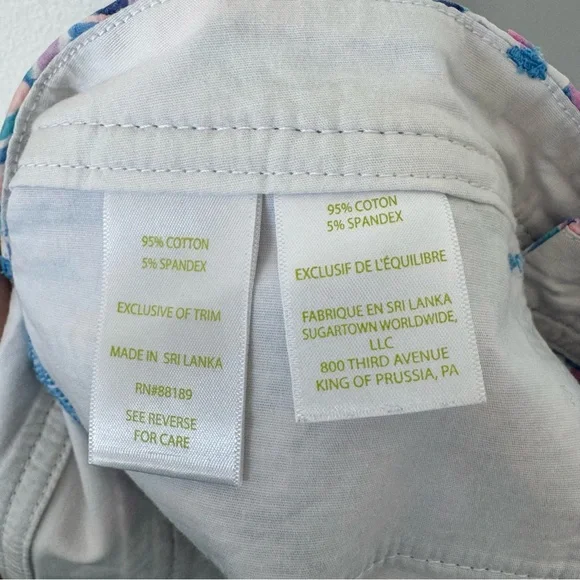 95% COTTON
5% SPANDEX
EXCLUSIVE OF TRIM
MADE IN SRI LANKA
RN#88189
SEE REVERSE
FOR CARE
95% COTON
5% SPANDEX
EXCLUSIF DE L'ÉQUILIBRE
FABRIQUE EN SRI LANKA
SUGARTOWN WORLDWIDE,
LLC
800 THIRD AVENUE
KING OF PRUSSIA, PA